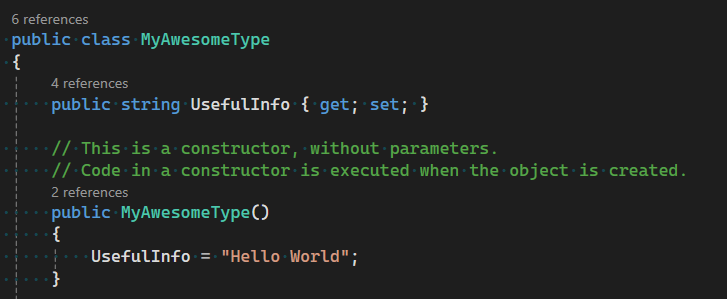 6 references
public class MyAwesomeType
{
4 references
public string UsefulInfo { get; set; }
// This is a constructor, without parameters.
// Code in a constructor is executed when the object is created.
2 references
public MyAwesomeType()
{
UsefulInfo = "Hello World";
}